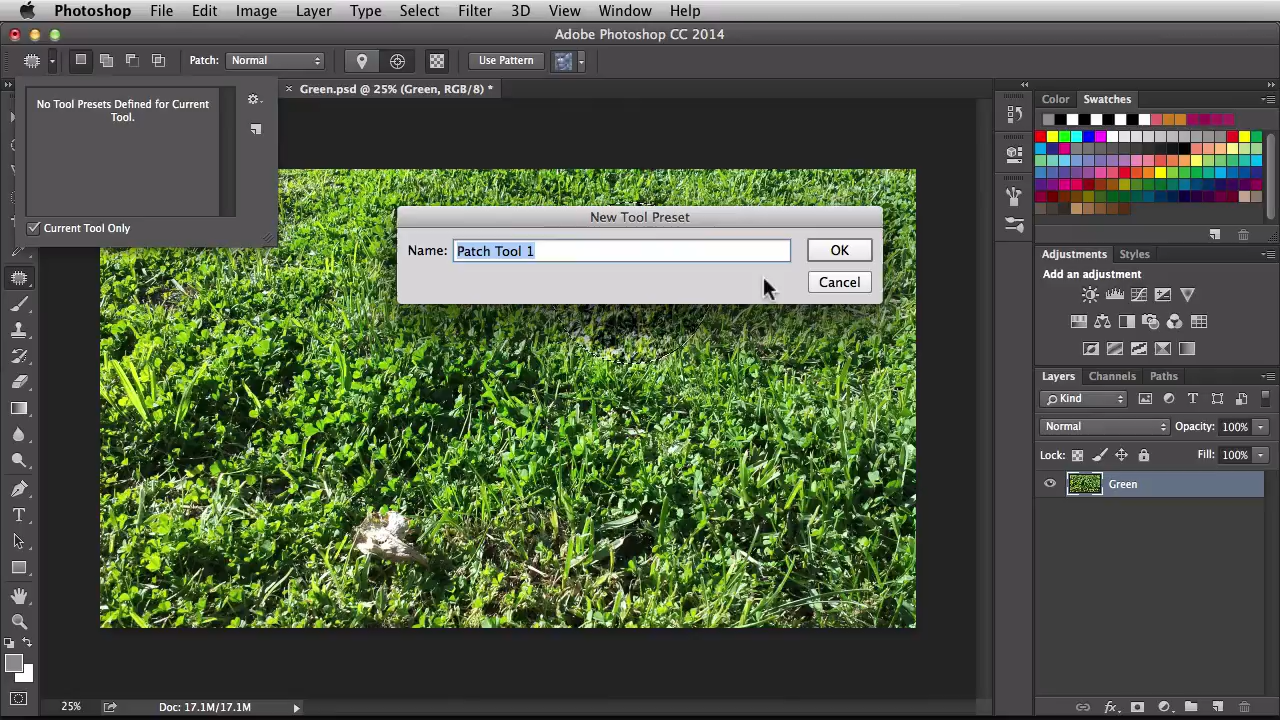 Photoshop File Edit Image Layer Type Select Filter 3D View Window Help
Adobe Photoshop CC 2014
Patch: Normal Use Pattern
Green.psd @ 25% (Green, RGB/8) *
No Tool Presets Defined for Current
Tool.
Current Tool Only
New Tool Preset
Name: Patch Tool 1 OK
Cancel
Color Swatches
Adjustments Styles
Add an adjustment
Layers Channels Paths
Kind
Normal Opacity: 100%
Lock: Fill: 100%
Green
25% Doc: 17.1M/17.1M